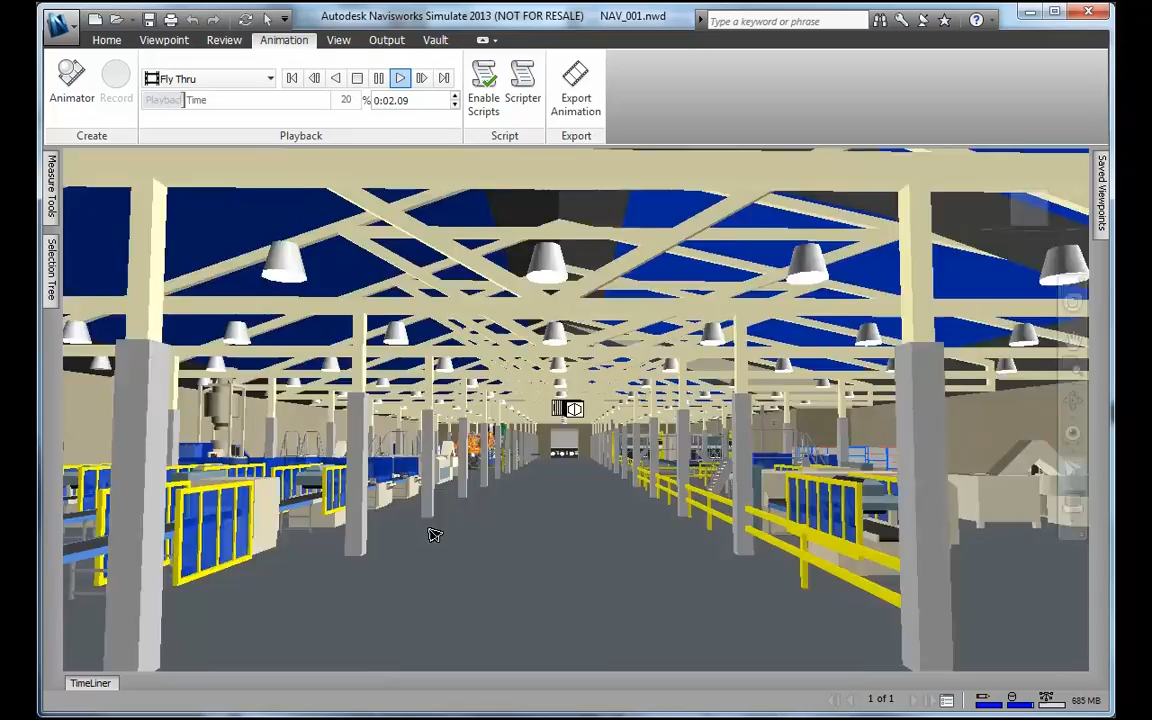 Autodesk Navisworks Simulate 2013 (NOT FOR RESALE) NAV_001.nwd
Type a keyword or phrase
Home Viewpoint Review Animation View Output Vault
Fly Thru
Animator Record
Playback Time 20 % 0:02.09
Enable Scripts
Scripter
Export Animation
Create Playback Script Export
Measure Tools
Selection Tree
Saved Viewpoints
TimeLiner
1 of 1
685 MB